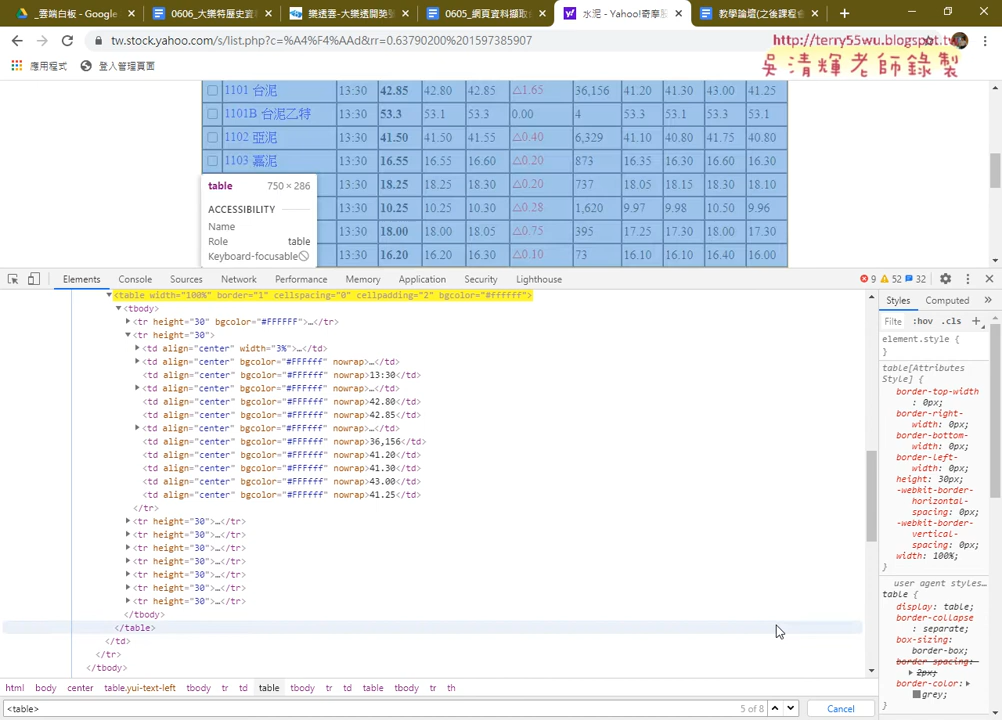 _雲端白板 - Google
0606_大樂特歷史資
樂透雲-大樂透開獎號
0605_網頁資料擷取(
水泥 - Yahoo!奇摩
教學論壇(之後課程會
tw.stock.yahoo.com/s/list.php?c=%A4%F4%AAd&rr=0.63790200%201597385907
http://terry55wu.blogspot.tw
吳清輝老師錄製
應用程式
登入管理頁面
1101 台泥 13:30 42.85 42.80 42.85 △1.65 36,156 41.20 41.30 43.00 41.25
1101B 台泥乙特 13:30 53.3 53.1 53.3 0.00 4 53.3 53.1 53.3 53.1
1102 亞泥 13:30 41.50 41.50 41.55 △0.40 6,329 41.10 40.80 41.75 40.80
1103 嘉泥 13:30 16.55 16.55 16.60 △0.20 873 16.35 16.30 16.60 16.30
13:30 18.25 18.25 18.30 △0.20 737 18.05 18.15 18.30 18.10
13:30 10.25 10.25 10.30 △0.28 1,620 9.97 9.98 10.50 9.96
13:30 18.00 18.00 18.05 △0.75 395 17.25 17.30 18.00 17.30
13:30 16.20 16.20 16.30 △0.10 73 16.10 16.10 16.40 16.00
table 750 × 286
ACCESSIBILITY
Name
Role table
Keyboard-focusable
Elements Console Sources Network Performance Memory Application Security Lighthouse 9 52 32
<table width="100%" border="1" cellspacing="0" cellpadding="2" bgcolor="#ffffff">
<tbody>
<tr height="30" bgcolor="#FFFFFF">…</tr>
<tr height="30">
<td align="center" width="3%">…</td>
<td align="center" bgcolor="#FFFfff" nowrap>…</td>
<td align="center" bgcolor="#FFFfff" nowrap>13:30</td>
<td align="center" bgcolor="#FFFfff" nowrap>…</td>
<td align="center" bgcolor="#FFFfff" nowrap>42.80</td>
<td align="center" bgcolor="#FFFfff" nowrap>42.85</td>
<td align="center" bgcolor="#FFFfff" nowrap>…</td>
<td align="center" bgcolor="#FFFfff" nowrap>36,156</td>
<td align="center" bgcolor="#FFFfff" nowrap>41.20</td>
<td align="center" bgcolor="#FFFfff" nowrap>41.30</td>
<td align="center" bgcolor="#FFFfff" nowrap>43.00</td>
<td align="center" bgcolor="#FFFfff" nowrap>41.25</td>
</tr>
<tr height="30">…</tr>
<tr height="30">…</tr>
<tr height="30">…</tr>
<tr height="30">…</tr>
<tr height="30">…</tr>
<tr height="30">…</tr>
<tr height="30">…</tr>
</tbody>
</table>
</td>
</tr>
</tbody>
html body center table.yui-text-left tbody tr td table tbody tr td table tbody tr th
<table>
5 of 8
Cancel
Styles Computed »
Filte :hov .cls +
element.style {
}
table[Attributes
Style] {
border-top-width
: 0px;
border-right-
width: 0px;
border-bottom-
width: 0px;
border-left-
width: 0px;
height: 30px;
-webkit-border-
horizontal-
spacing: 0px;
-webkit-border-
vertical-
spacing: 0px;
width: 100%;
}
user agent styles…
table {
display: table;
border-collapse
: separate;
box-sizing:
border-box;
border-spacing:
2px;
border-color:
grey;
}